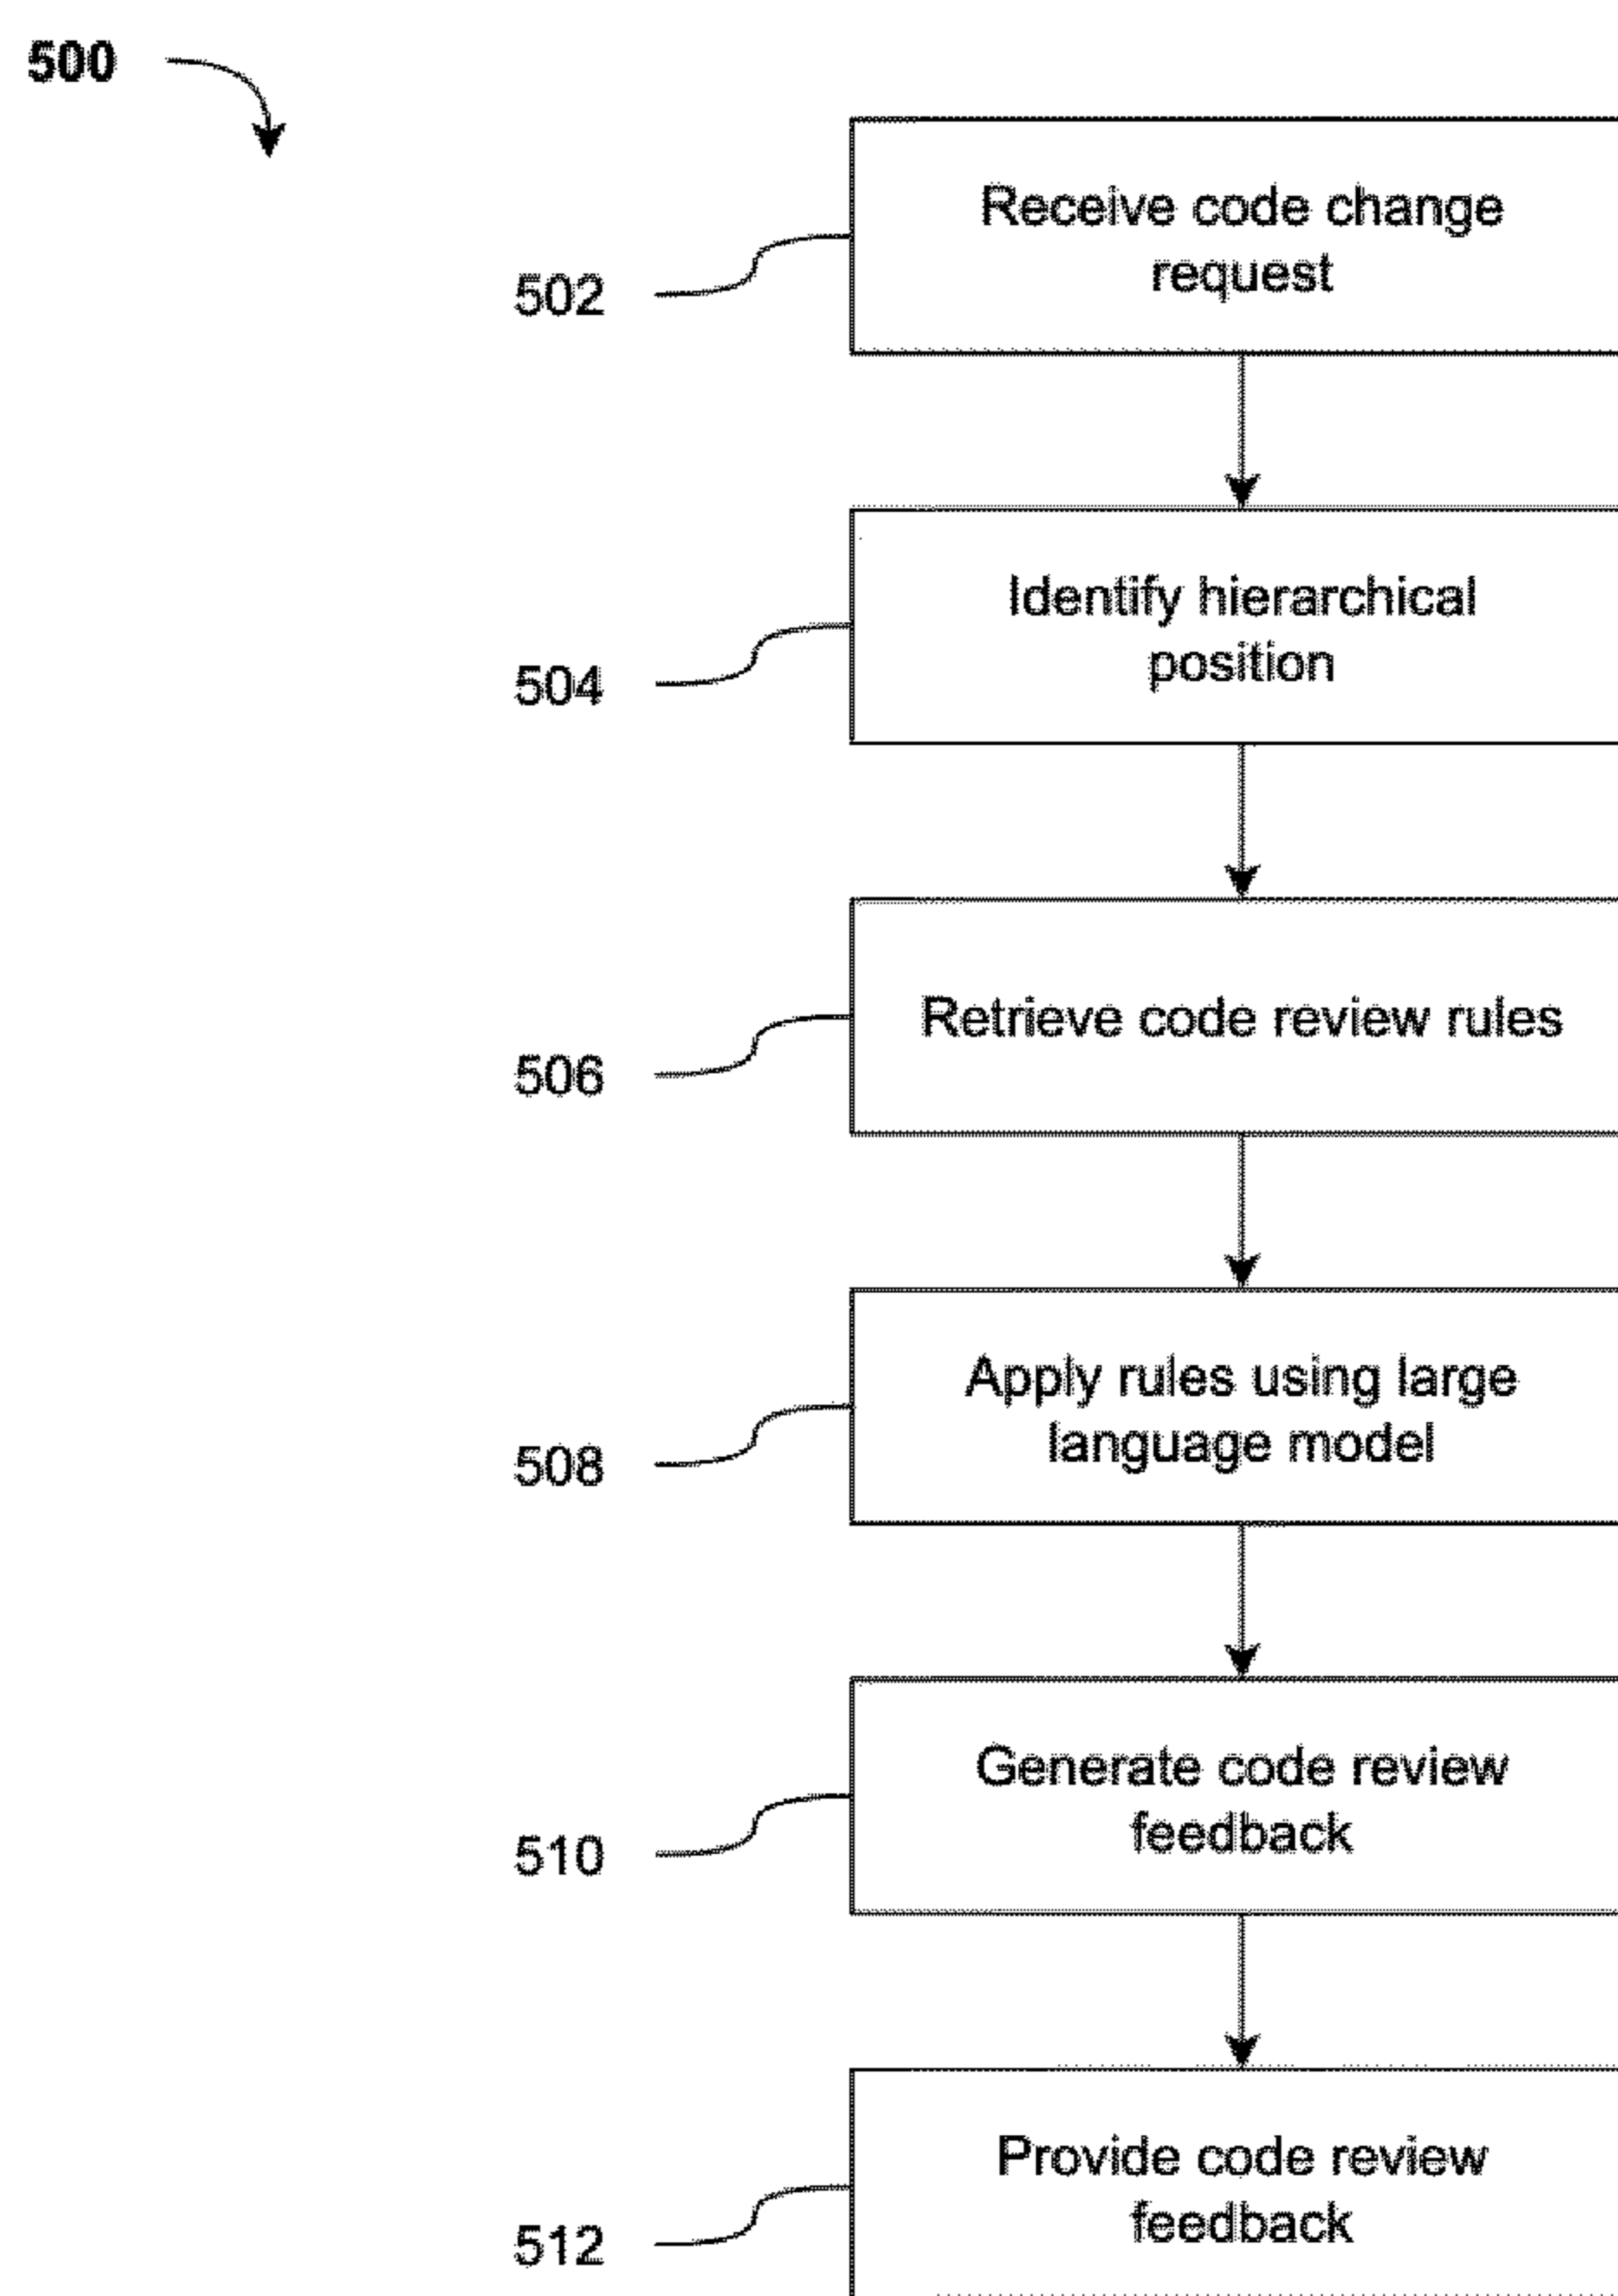 500
Receive code change
request
502
Identify hierarchical
position
504
Retrieve code review rules
506
Apply rules using large
language model
508
Generate code review
feedback
510
Provide code review
feedback
512